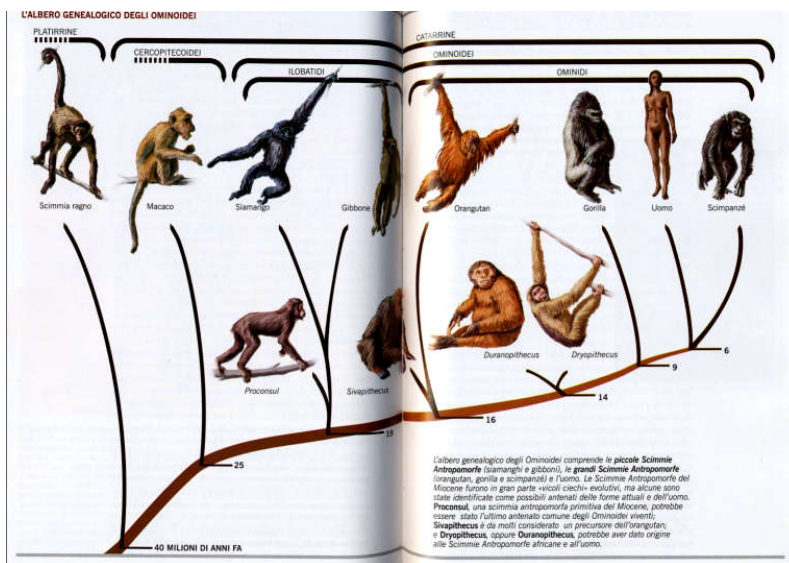 L'ALBERO GENEALOGICO DEGLI OMINOIDEI
PLATIRRINE
CATARRINE
CERCOPITECOIDEI
OMINOIDEI
ILOBATIDI
OMINIDI
Scimmia ragno
Macaco
Siamango
Gibbone
Orangutan
Gorilla
Uomo
Scimpanzé
Proconsul
Sivapithecus
Duranopithecus
Dryopithecus
6
9
14
16
18
25
40 MILIONI DI ANNI FA
L'albero genealogico degli Ominoidei comprende le piccole Scimmie
Antropomorfe (siamanghi e gibboni), le grandi Scimmie Antropomorfe
(orangutan, gorilla e scimpanzé) e l'uomo. Le Scimmie Antropomorfe del
Miocene furono in gran parte «vicoli ciechi» evolutivi, ma alcune sono
state identificate come possibili antenati delle forme attuali e dell'uomo.
Proconsul, una scimmia antropomorfa primitiva del Miocene, potrebbe
essere stato l'ultimo antenato comune degli Ominoidei viventi;
Sivapithecus è da molti considerato un precursore dell'orangutan;
e Dryopithecus, oppure Ouranopithecus, potrebbe aver dato origine
alle Scimmie Antropomorfe africane e all'uomo.